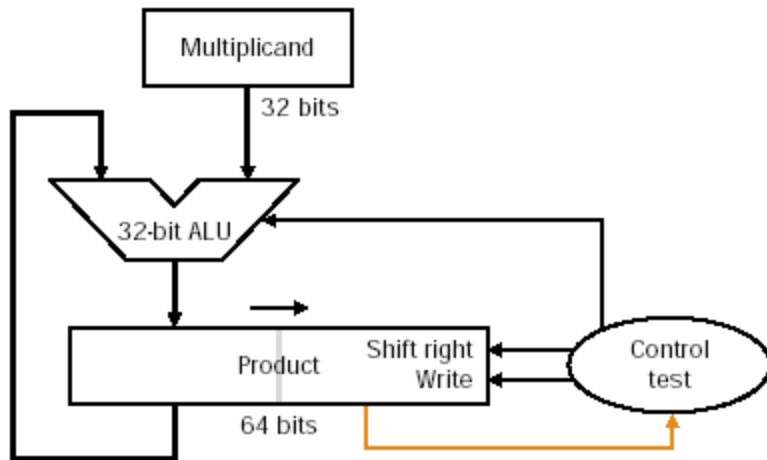 Multiplicand
32 bits
32-bit ALU
Product
Shift right
Write
64 bits
Control
test